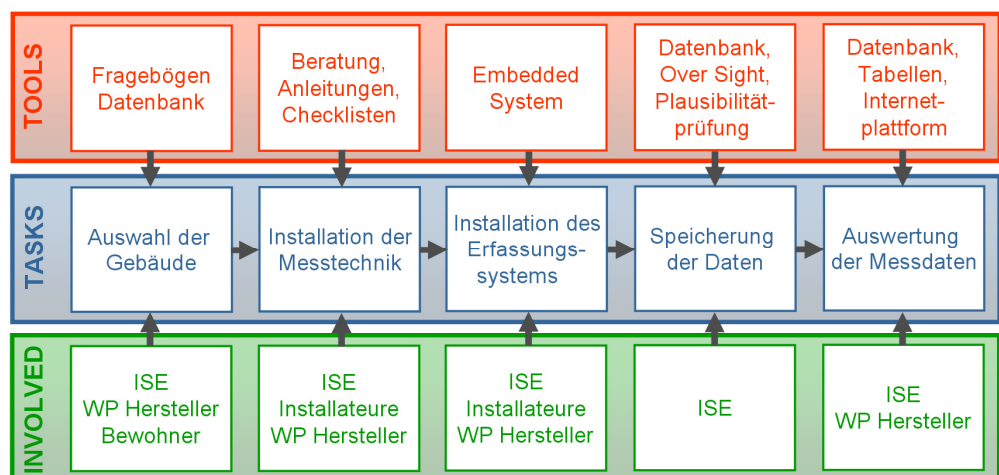 TOOLS
Fragebögen
Datenbank
Beratung,
Anleitungen,
Checklisten
Embedded
System
Datenbank,
Over Sight,
Plausibilität-
prüfung
Datenbank,
Tabellen,
Internet-
plattform
TASKS
Auswahl der
Gebäude
Installation der
Messtechnik
Installation des
Erfassungs-
systems
Speicherung
der Daten
Auswertung
der Messdaten
INVOLVED
ISE
WP Hersteller
Bewohner
ISE
Installateure
WP Hersteller
ISE
Installateure
WP Hersteller
ISE
ISE
WP Hersteller